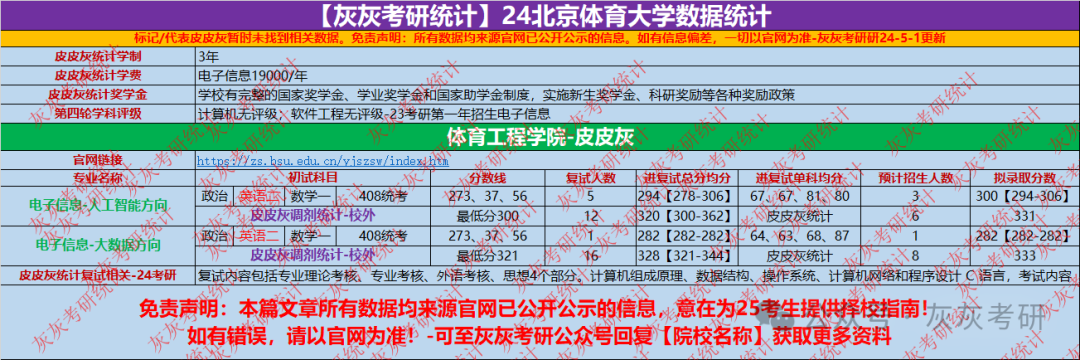 【灰灰考研统计】24北京体育大学数据统计
标记/代表皮皮灰暂时未找到相关数据。免责声明：所有数据均来源官网已公开公示的信息。如有信息偏差，一切以官网为准-灰灰考研研24-5-1更新
皮皮灰统计学制 3年
皮皮灰统计学费 电子信息19000/年
皮皮灰统计奖学金 学校有完整的国家奖学金、学业奖学金和国家助学金制度，实施新生奖学金、科研奖励等各种奖励政策
第四轮学科评级 计算机无评级；软件工程无评级-23考研第一年招生电子信息
体育工程学院-皮皮灰
官网链接 https://zs.bsu.edu.cn/yjszsw/index.htm
专业名称 初试科目 分数线 复试人数 进复试总分均分 进复试单科均分 预计招生人数 拟录取分数
电子信息-人工智能方向 政治 英语二 数学一 408统考 273、37、56 5 294【278-306】 67、67、81、80 3 300【294-306】
皮皮灰调剂统计-校外 最低分300 12 320【300-362】 皮皮灰统计 6 331
电子信息-大数据方向 政治 英语二 数学一 408统考 273、37、56 1 282【282-282】 64、63、68、87 1 282【282-282】
皮皮灰调剂统计-校外 最低分321 16 328【321-344】 皮皮灰统计 8 333
皮皮灰统计复试相关-24考研 复试内容包括专业理论考核、专业考核、外语考核、思想4个部分。计算机组成原理、数据结构、操作系统、计算机网络和程序设计 C 语言，考试内容
免责声明：本篇文章所有数据均来源官网已公开公示的信息，意在为25考生提供择校指南！
如有错误，请以官网为准！-可至灰灰考研公众号回复【院校名称】获取更多资料
公众号 灰灰考研
灰灰考研统计